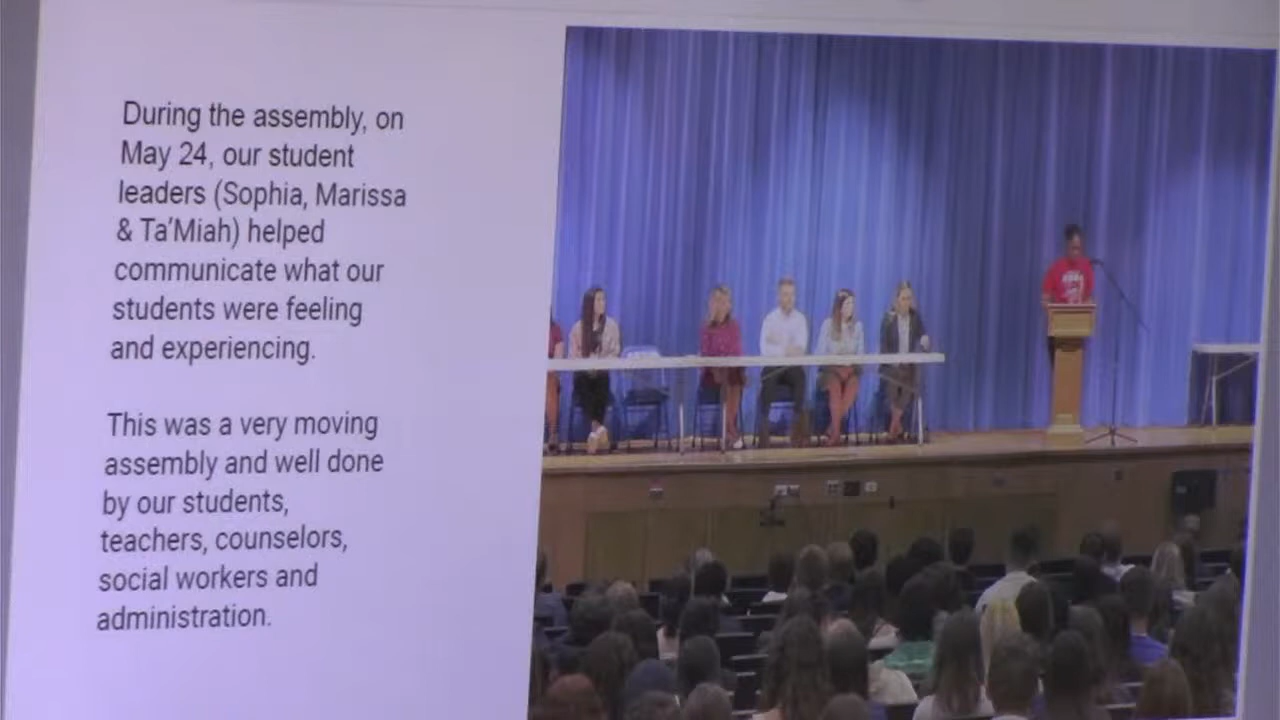 During the assembly, on
May 24, our student
leaders (Sophia, Marissa
& Ta'Miah) helped
communicate what our
students were feeling
and experiencing.
This was a very moving
assembly and well done
by our students,
teachers, counselors,
social workers and
administration.